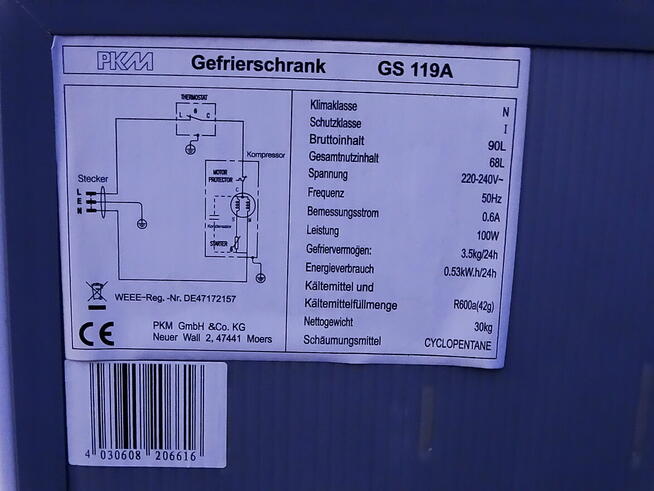 PKM Gefrierschrank GS 119A
THERMOSTAT
6
L C
Kompressor
MOTOR
PROTECTOR
C
Stecker
L
E
N
Kondensator
S M
STARTER
WEEE-Reg. -Nr. DE47172157
CE
PKM GmbH &Co. KG
Neuer Wall 2, 47441 Moers
Klimaklasse N
Schutzklasse I
Bruttoinhalt 90L
Gesamtnutzinhalt 68L
Spannung 220-240V~
Frequenz 50Hz
Bemessungsstrom 0.6A
Leistung 100W
Gefriervermögen: 3.5kg/24h
Energieverbrauch 0.53kW.h/24h
Kältemittel und
Kältemittelfüllmenge R600a(42g)
Nettogewicht 30kg
Schäumungsmittel CYCLOPENTANE
4 030608 206616